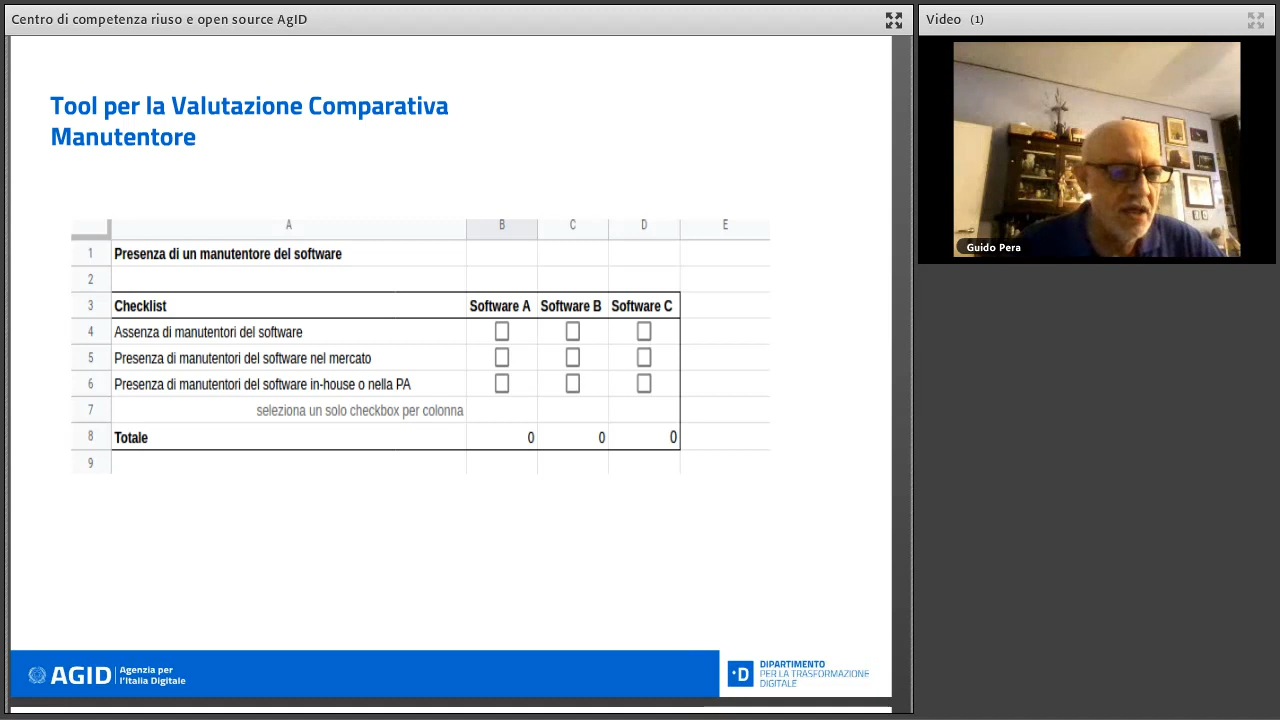 Centro di competenza riuso e open source AgID
Video (1)
Guido Pera
Tool per la Valutazione Comparativa
Manutentore
A B C D E
1 Presenza di un manutentore del software
2
3 Checklist Software A Software B Software C
4 Assenza di manutentori del software
5 Presenza di manutentori del software nel mercato
6 Presenza di manutentori del software in-house o nella PA
7 seleziona un solo checkbox per colonna
8 Totale 0 0 0
9
AGID
Agenzia per
l'Italia Digitale
·D
DIPARTIMENTO
PER LA TRASFORMAZIONE
DIGITALE